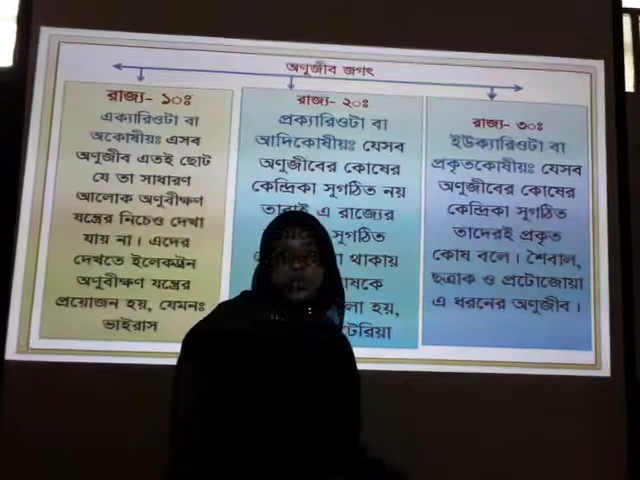 অণুজীব জগৎ
রাজ্য- ১০ঃ
এক্যারিওটা বা
অকোষীয়ঃ এসব
অণুজীব এতই ছোট
যে তা সাধারণ
আলোক অণুবীক্ষণ
যন্ত্রের নিচেও দেখা
যায় না। এদের
দেখতে ইলেকট্রন
অণুবীক্ষণ যন্ত্রের
প্রয়োজন হয়, যেমনঃ
ভাইরাস
রাজ্য- ২০ঃ
প্রক্যারিওটা বা
আদিকোষীয়ঃ যেসব
অণুজীবের কোষের
কেন্দ্রিকা সুগঠিত নয়
তারাই এ রাজ্যের
সুগঠিত
থাকায়
হয়,
রাজ্য- ৩০ঃ
ইউক্যারিওটা বা
প্রকৃতকোষীয়ঃ যেসব
অণুজীবের কোষের
কেন্দ্রিকা সুগঠিত
তাদেরই প্রকৃত
কোষ বলে। শৈবাল,
ছত্রাক ও প্রটোজোয়া
এ ধরনের অণুজীব।